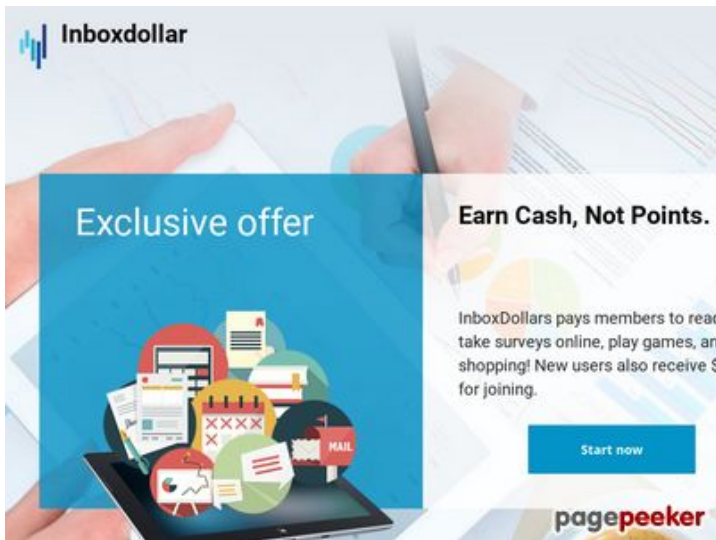 Inboxdollar
Exclusive offer
Earn Cash, Not Points.
InboxDollars pays members to read
take surveys online, play games, an
shopping! New users also receive $
for joining.
MAIL
Start now
pagepeeker